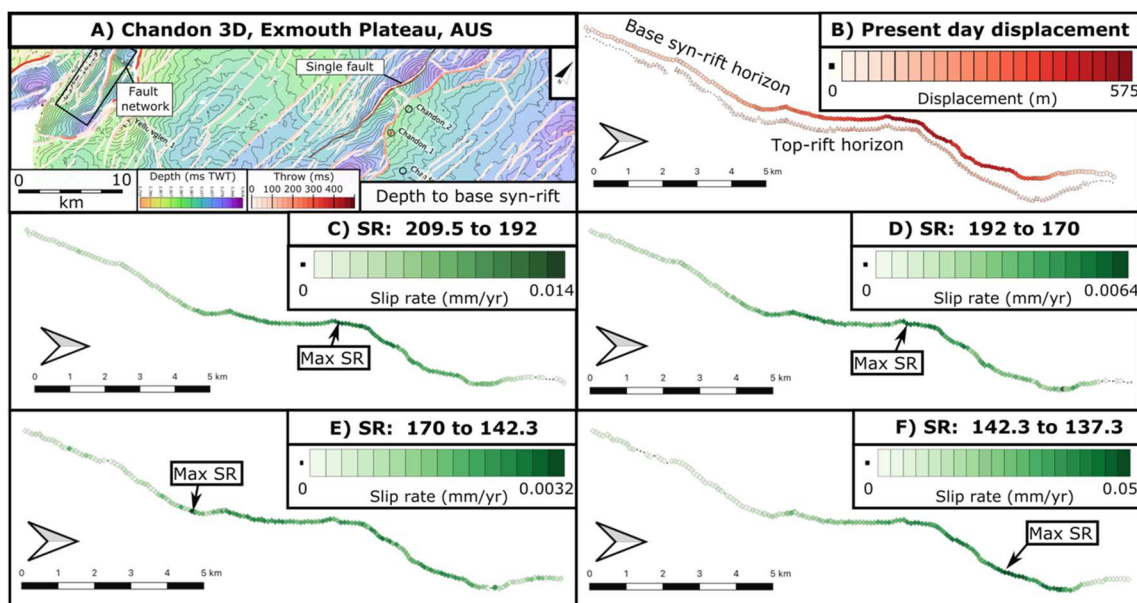 A) Chandon 3D, Exmouth Plateau, AUS
Single fault
Fault
network
Chandon_2
Chandon_1
0 10
km
Depth (ms TWT)
Throw (ms)
0 100 200 300 400
Depth to base syn-rift
B) Present day displacement
0 575
Displacement (m)
Base syn-rift horizon
Top-rift horizon
C) SR: 209.5 to 192
0 0.014
Slip rate (mm/yr)
Max SR
0 1 2 3 4 5 km
D) SR: 192 to 170
0 0.0064
Slip rate (mm/yr)
Max SR
0 1 2 3 4 5 km
E) SR: 170 to 142.3
0 0.0032
Slip rate (mm/yr)
Max SR
0 1 2 3 4 5 km
F) SR: 142.3 to 137.3
0 0.05
Slip rate (mm/yr)
Max SR
0 1 2 3 4 5 km